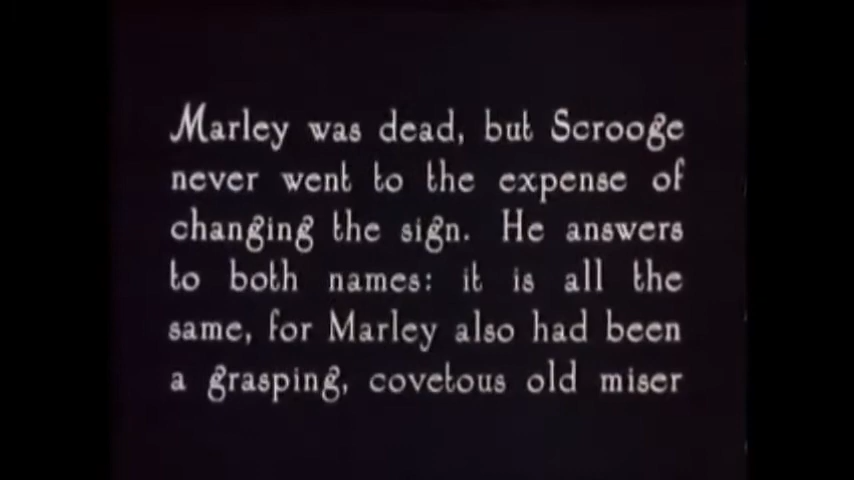 Marley was dead, but Scrooge
never went to the expense of
changing the sign. He answers
to both names: it is all the
same, for Marley also had been
a grasping, covetous old miser